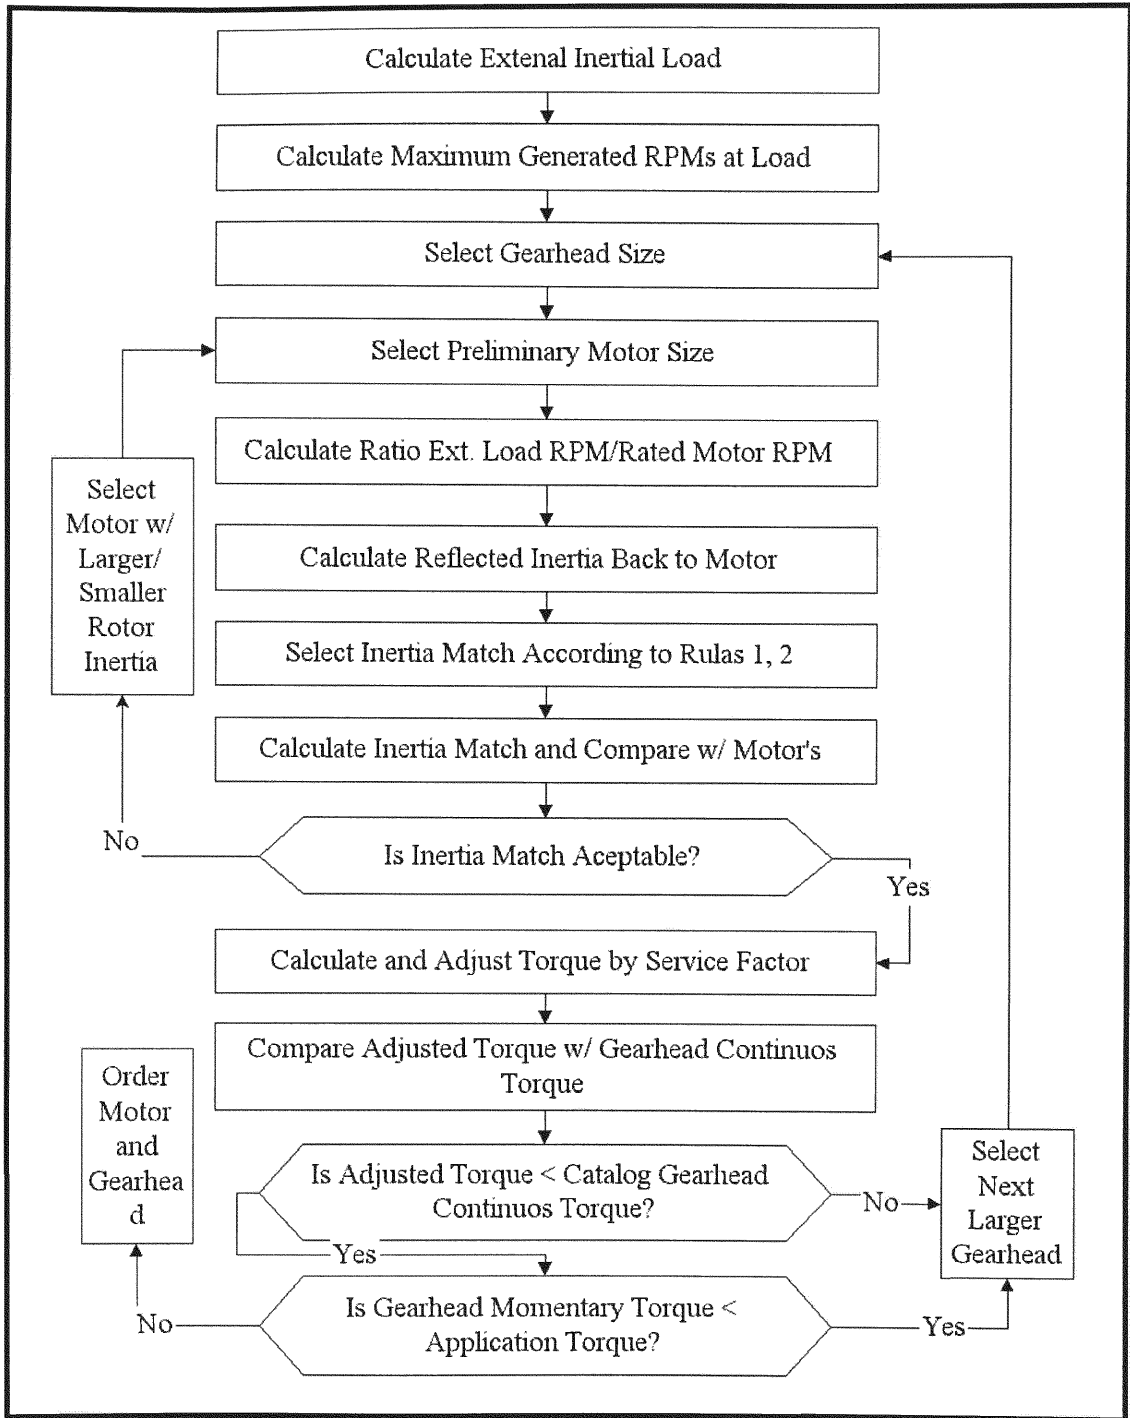 Calculate Extenal Inertial Load
Calculate Maximum Generated RPMs at Load
Select Gearhead Size
Select Preliminary Motor Size
Calculate Ratio Ext. Load RPM/Rated Motor RPM
Select
Motor w/
Larger/
Smaller
Rotor
Inertia
Calculate Reflected Inertia Back to Motor
Select Inertia Match According to Rulas 1, 2
Calculate Inertia Match and Compare w/ Motor's
No
Is Inertia Match Aceptable?
Yes
Calculate and Adjust Torque by Service Factor
Compare Adjusted Torque w/ Gearhead Continuos
Torque
Order
Motor
and
Gearhea
d
Is Adjusted Torque < Catalog Gearhead
Continuos Torque?
No
Select
Next
Larger
Gearhead
Yes
Is Gearhead Momentary Torque <
Application Torque?
No
Yes